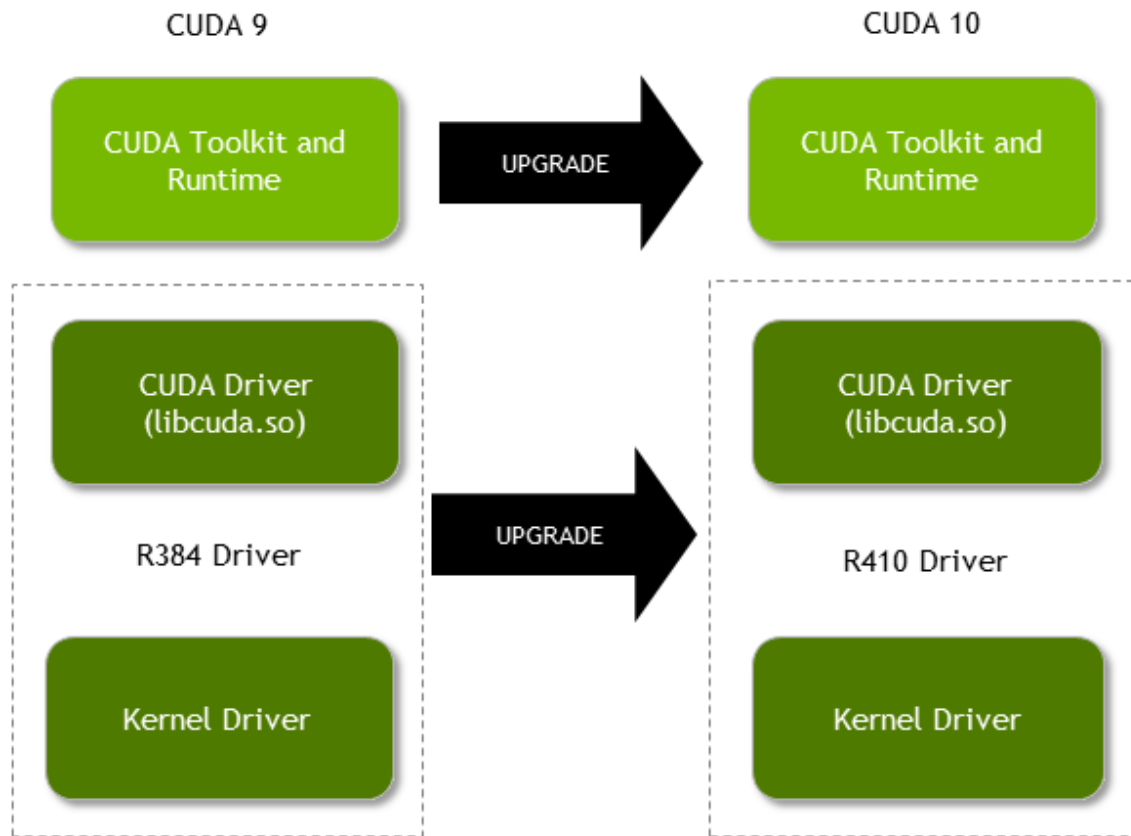 CUDA 9
CUDA 10
CUDA Toolkit and
Runtime
UPGRADE
CUDA Toolkit and
Runtime
CUDA Driver
(libcuda.so)
R384 Driver
Kernel Driver
UPGRADE
CUDA Driver
(libcuda.so)
R410 Driver
Kernel Driver